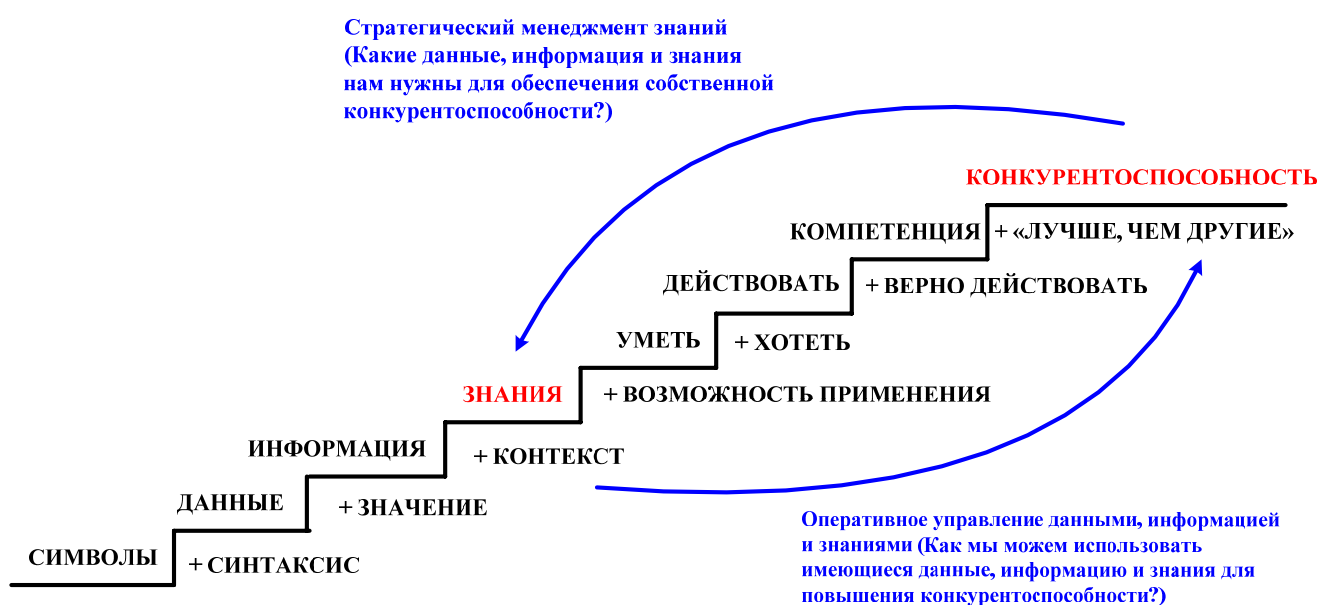 Стратегический менеджмент знаний
(Какие данные, информация и знания
нам нужны для обеспечения собственной
конкурентоспособности?)
КОНКУРЕНТОСПОСОБНОСТЬ
КОМПЕТЕНЦИЯ
+ «ЛУЧШЕ, ЧЕМ ДРУГИЕ»
ДЕЙСТВОВАТЬ
+ ВЕРНО ДЕЙСТВОВАТЬ
УМЕТЬ
+ ХОТЕТЬ
ЗНАНИЯ
+ ВОЗМОЖНОСТЬ ПРИМЕНЕНИЯ
ИНФОРМАЦИЯ
+ КОНТЕКСТ
ДАННЫЕ
+ ЗНАЧЕНИЕ
СИМВОЛЫ
+ СИНТАКСИС
Оперативное управление данными, информацией
и знаниями (Как мы можем использовать
имеющиеся данные, информацию и знания для
повышения конкурентоспособности?)